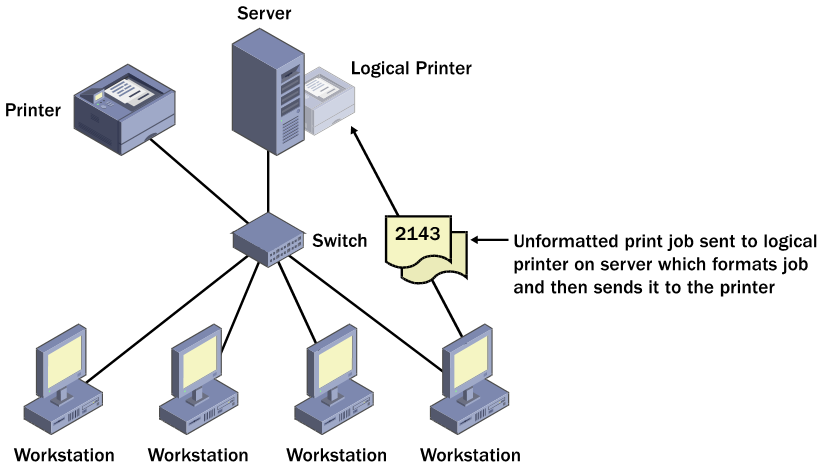 Server
Logical Printer
Printer
2143
Switch
Unformatted print job sent to logical
printer on server which formats job
and then sends it to the printer
Workstation
Workstation
Workstation
Workstation